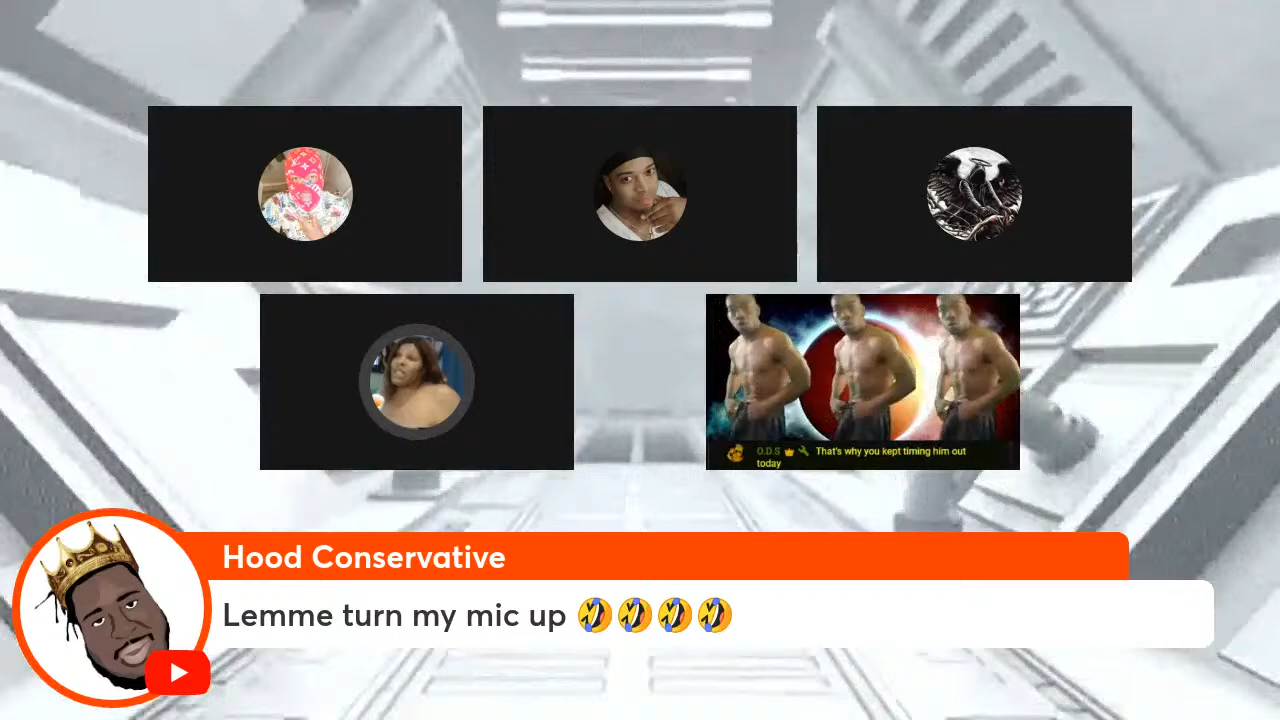 O.D.S 👑 🔧 That's why you kept timing him out
today
Hood Conservative
Lemme turn my mic up 🤣🤣🤣🤣